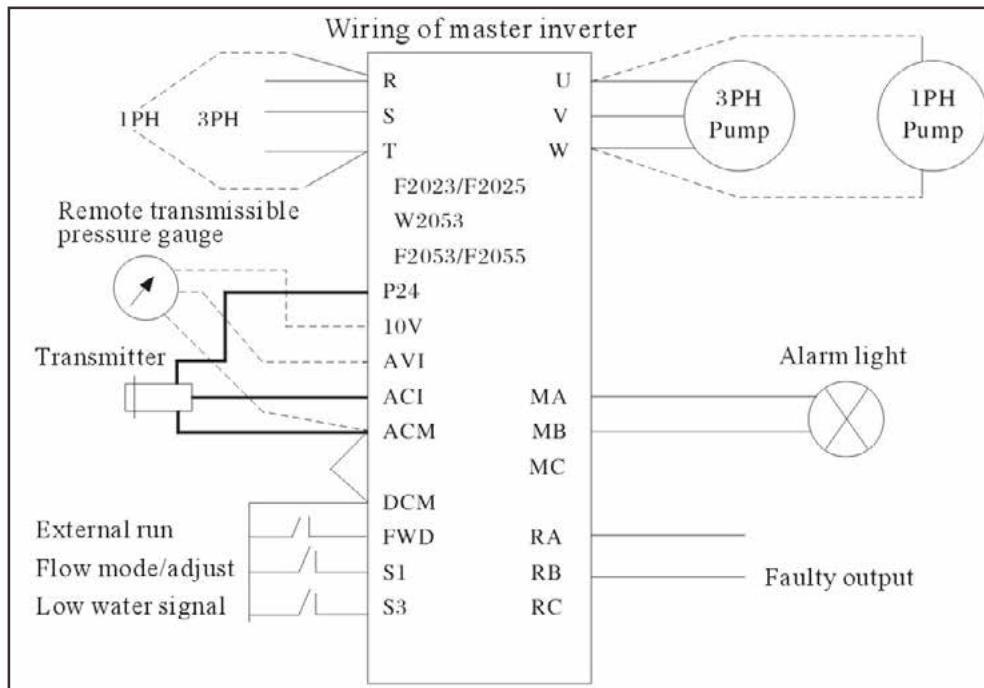 Wiring of master inverter
R
U
S
V
T
W
1PH
3PH
3PH
Pump
1PH
Pump
F2023/F2025
W2053
F2053/F2055
Remote transmissible
pressure gauge
P24
10V
Transmitter
AVI
Alarm light
ACI
MA
ACM
MB
MC
DCM
External run
FWD
RA
Flow mode/adjust
S1
RB
Faulty output
Low water signal
S3
RC